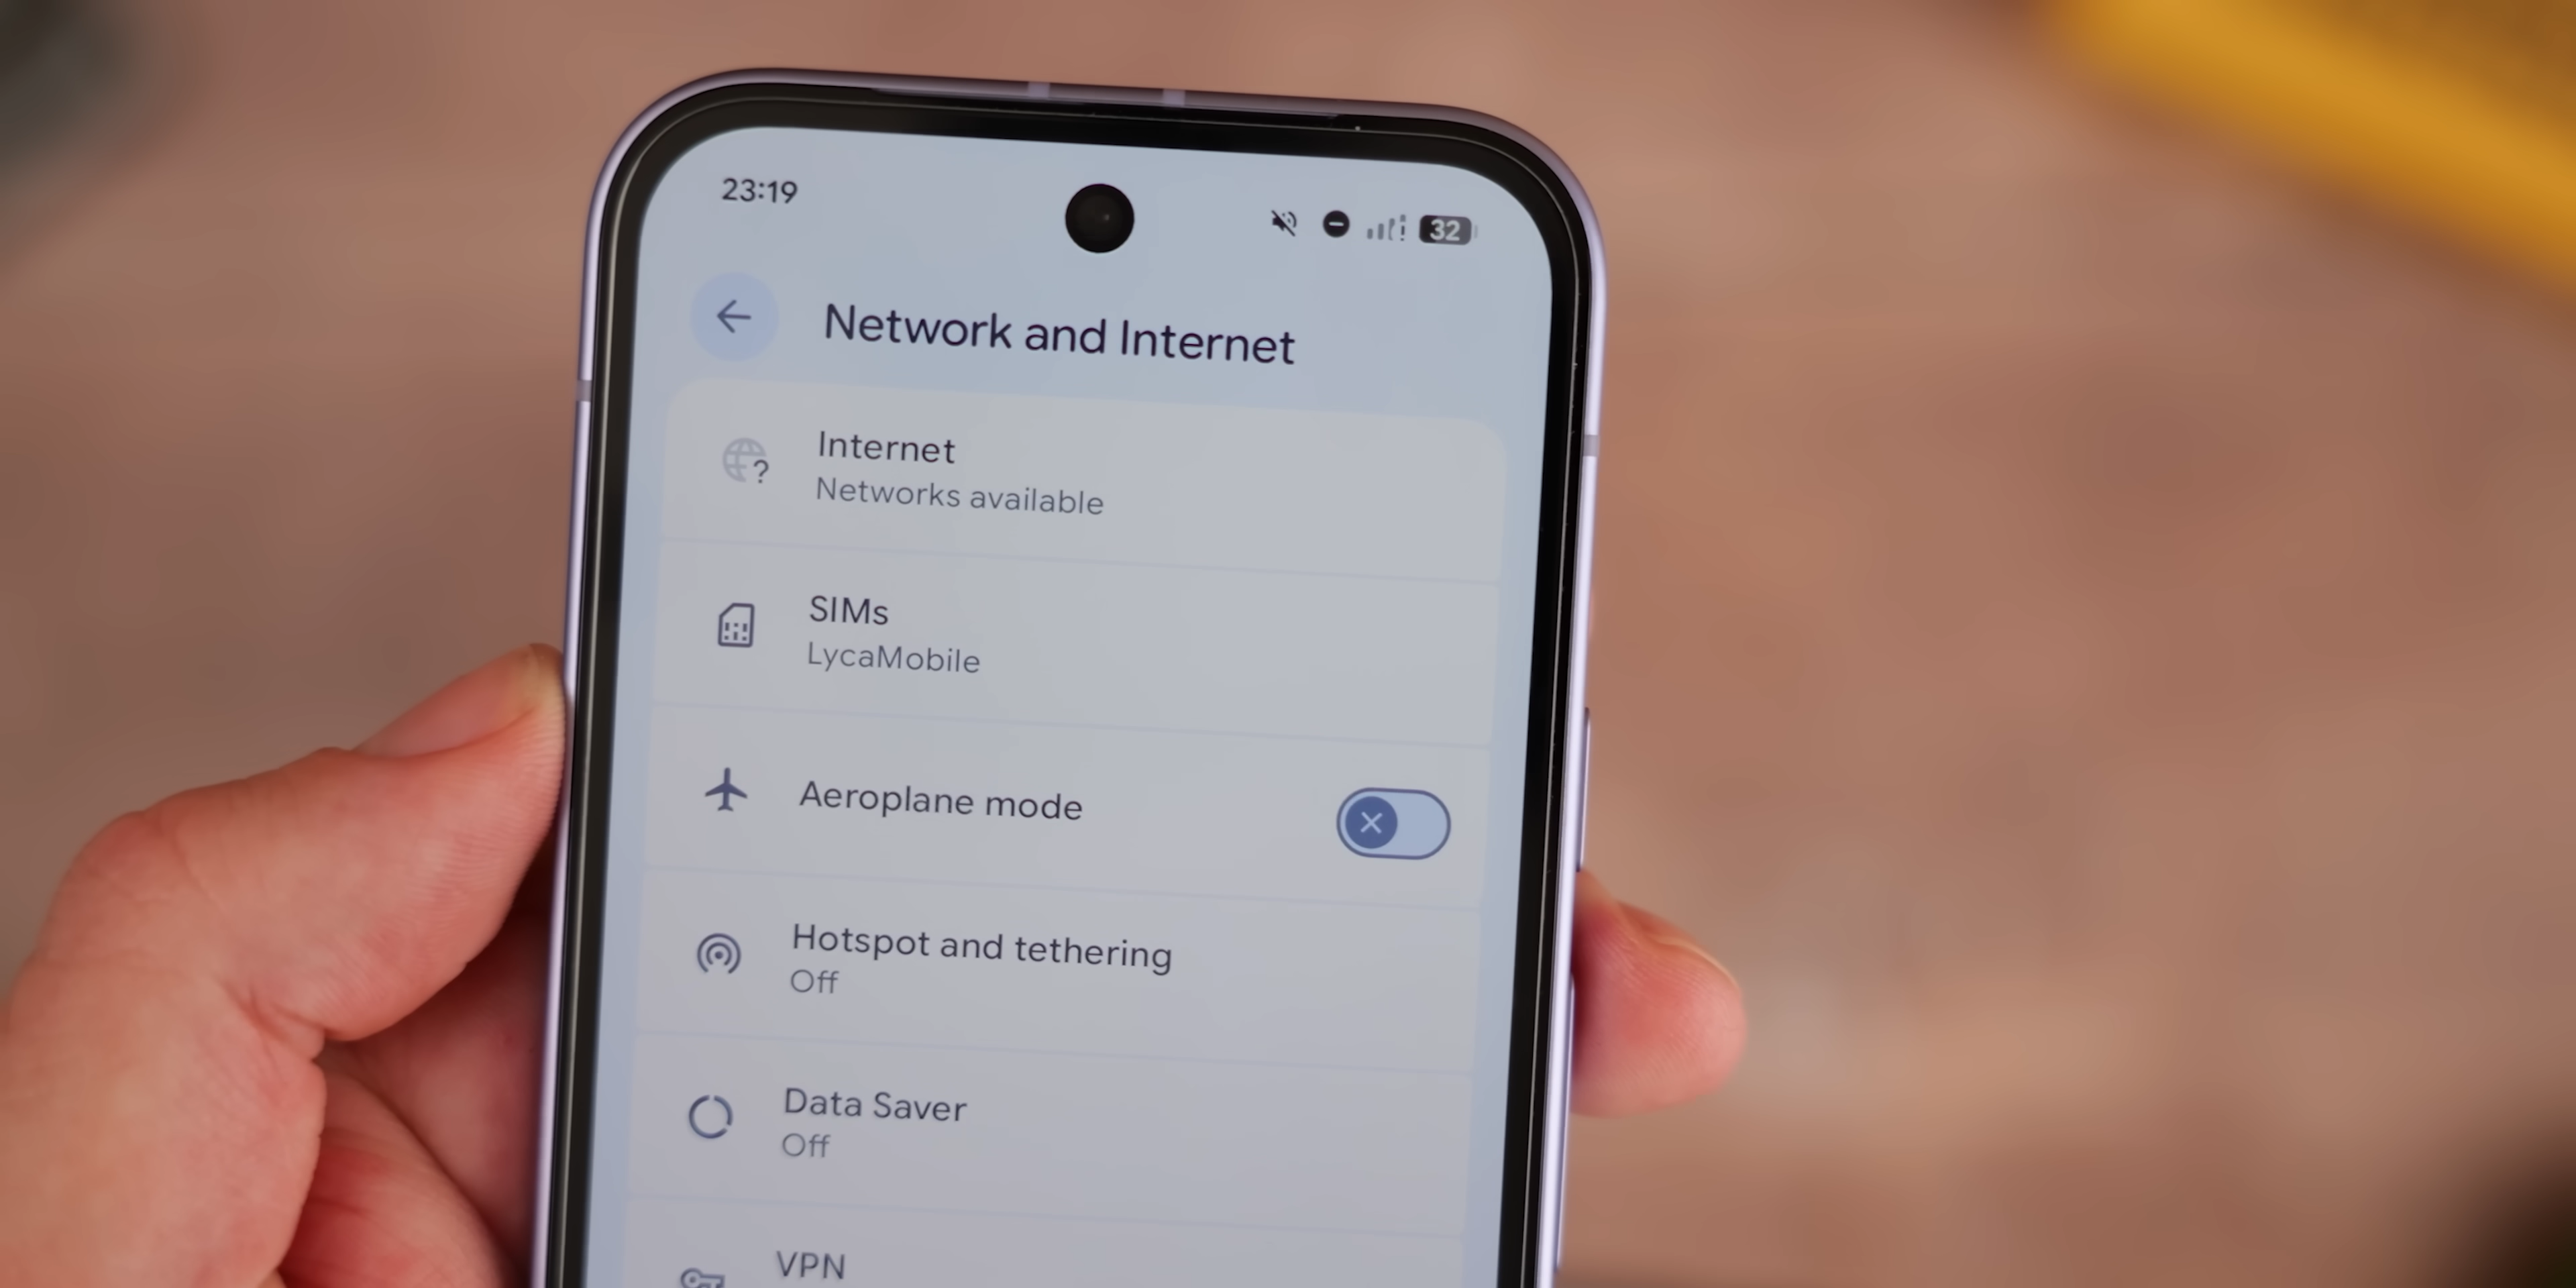 23:19
32
Network and Internet
Internet
Networks available
SIMs
LycaMobile
Aeroplane mode
Hotspot and tethering
Off
Data Saver
Off
VPN